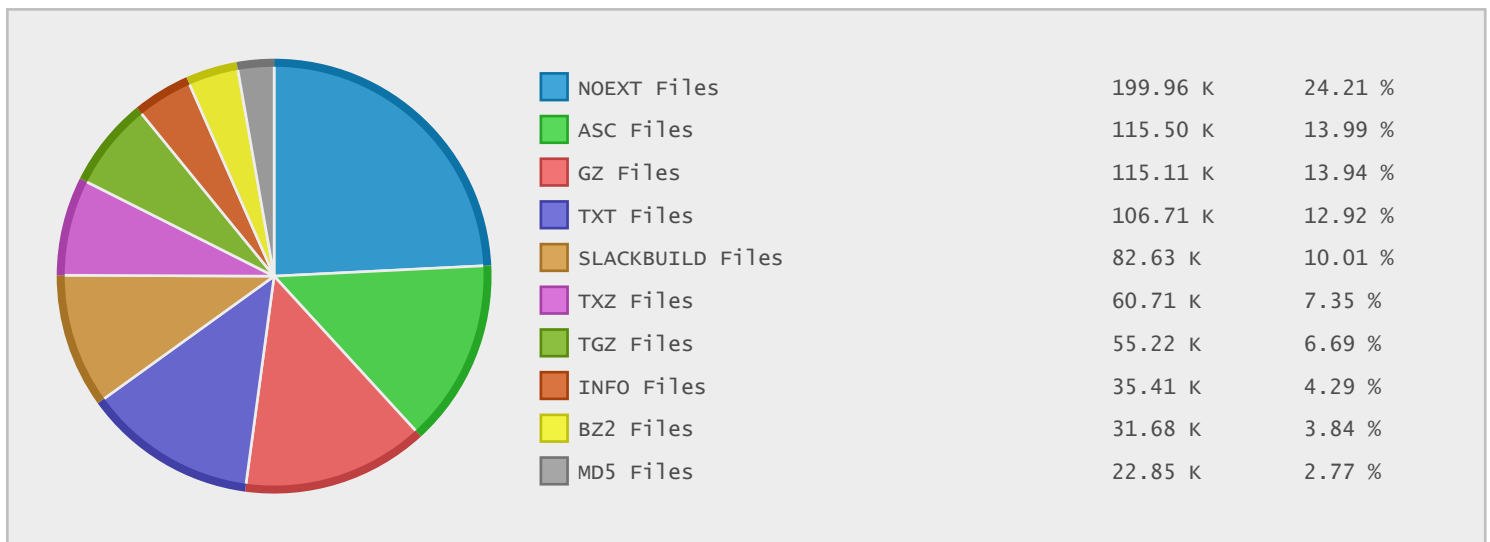 NOEXT Files 199.96 K 24.21 %
ASC Files 115.50 K 13.99 %
GZ Files 115.11 K 13.94 %
TXT Files 106.71 K 12.92 %
SLACKBUILD Files 82.63 K 10.01 %
TXZ Files 60.71 K 7.35 %
TGZ Files 55.22 K 6.69 %
INFO Files 35.41 K 4.29 %
BZ2 Files 31.68 K 3.84 %
MD5 Files 22.85 K 2.77 %